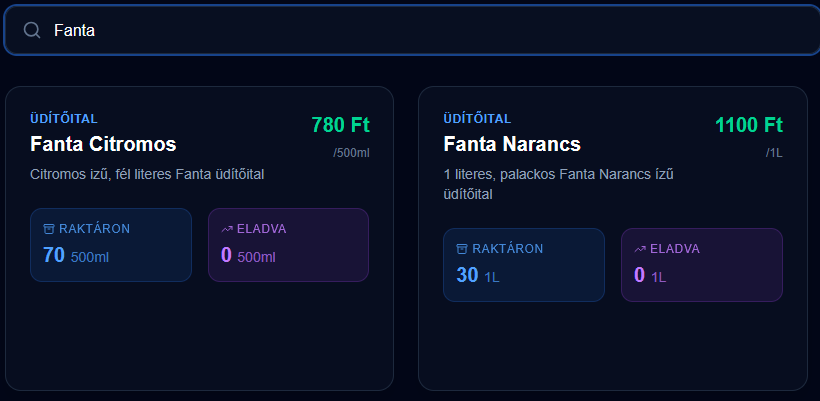 Fanta
ÜDÍTŐITAL
Fanta Citromos
780 Ft
/500ml
Citromos izű, fél literes Fanta üdítőital
RAKTÁRON
70 500ml
ELADVA
0 500ml
ÜDÍTŐITAL
Fanta Narancs
1100 Ft
/1L
1 literes, palackos Fanta Narancs ízű
üdítőital
RAKTÁRON
30 1L
ELADVA
0 1L